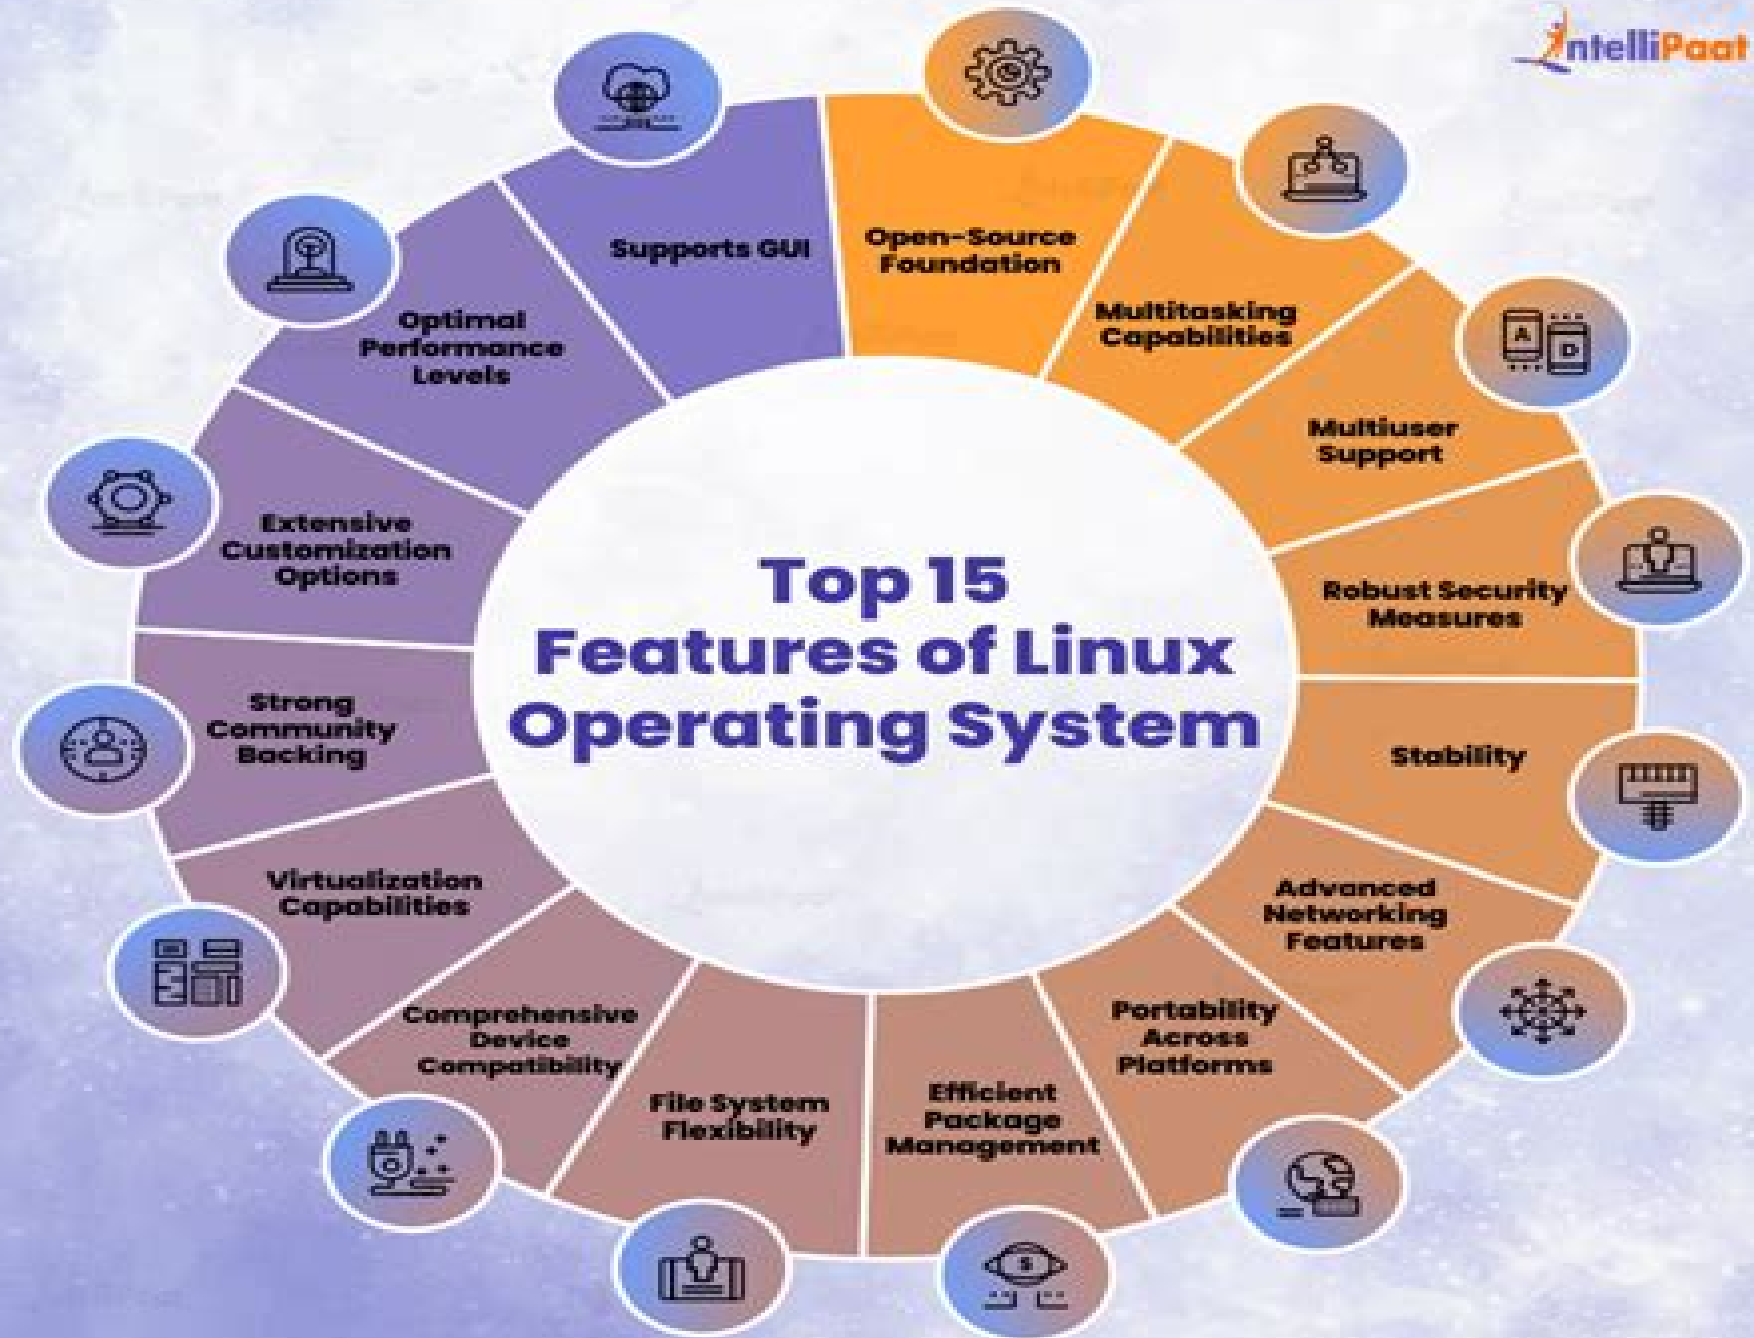 IntelliPaat
Supports GUI
Open-Source
Foundation
Multitasking
Capabilities
Multiuser
Support
Robust Security
Measures
Stability
Advanced
Networking
Features
Portability
Across
Platforms
Efficient
Package
Management
File System
Flexibility
Comprehensive
Device
Compatibility
Virtualization
Capabilities
Strong
Community
Backing
Extensive
Customization
Options
Optimal
Performance
Levels
Top 15
Features of Linux
Operating System
A
D
S